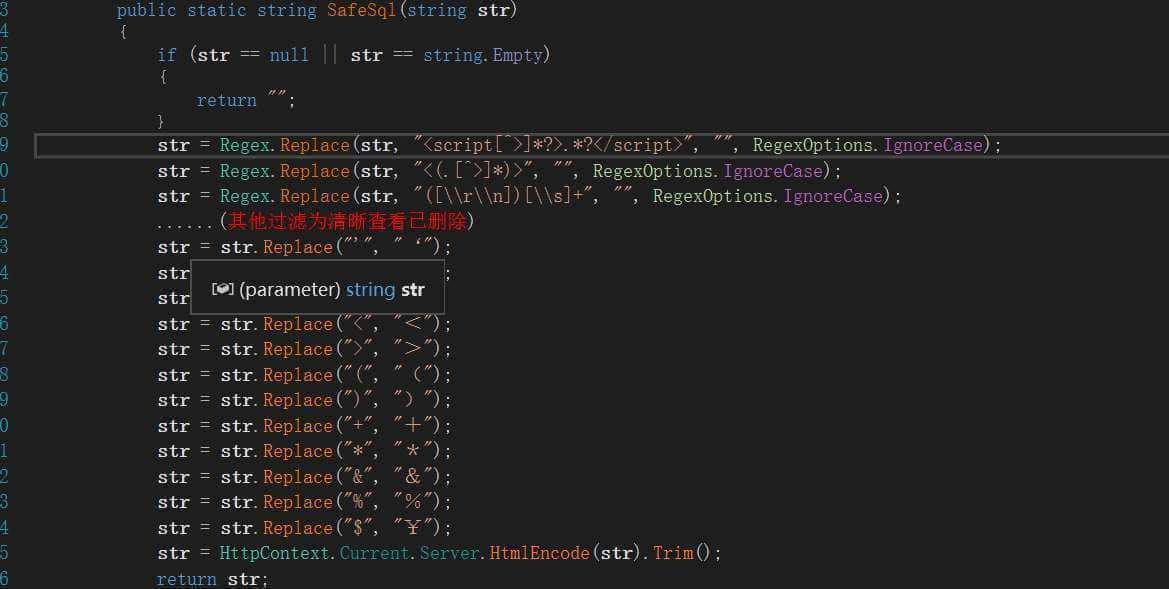 3 public static string SafeSql(string str)
4 {
5 if (str == null || str == string.Empty)
6 {
7 return "";
8 }
9 str = Regex.Replace(str, "<script[^>]*?>.*?</script>", "", RegexOptions.IgnoreCase);
0 str = Regex.Replace(str, "<(.[^>]*)>", "", RegexOptions.IgnoreCase);
1 str = Regex.Replace(str, "([\\r\\n])[\\s]+", "", RegexOptions.IgnoreCase);
2 ......(其他过滤为清晰查看已删除)
3 str = str.Replace("'", "‘");
4 str ;
(parameter) string str
5 str
6 str = str.Replace("<", "＜");
7 str = str.Replace(">", "＞");
8 str = str.Replace("(", "（");
9 str = str.Replace(")", "）");
0 str = str.Replace("+", "＋");
1 str = str.Replace("*", "＊");
2 str = str.Replace("&", "＆");
3 str = str.Replace("%", "％");
4 str = str.Replace("$", "￥");
5 str = HttpContext.Current.Server.HtmlEncode(str).Trim();
6 return str;